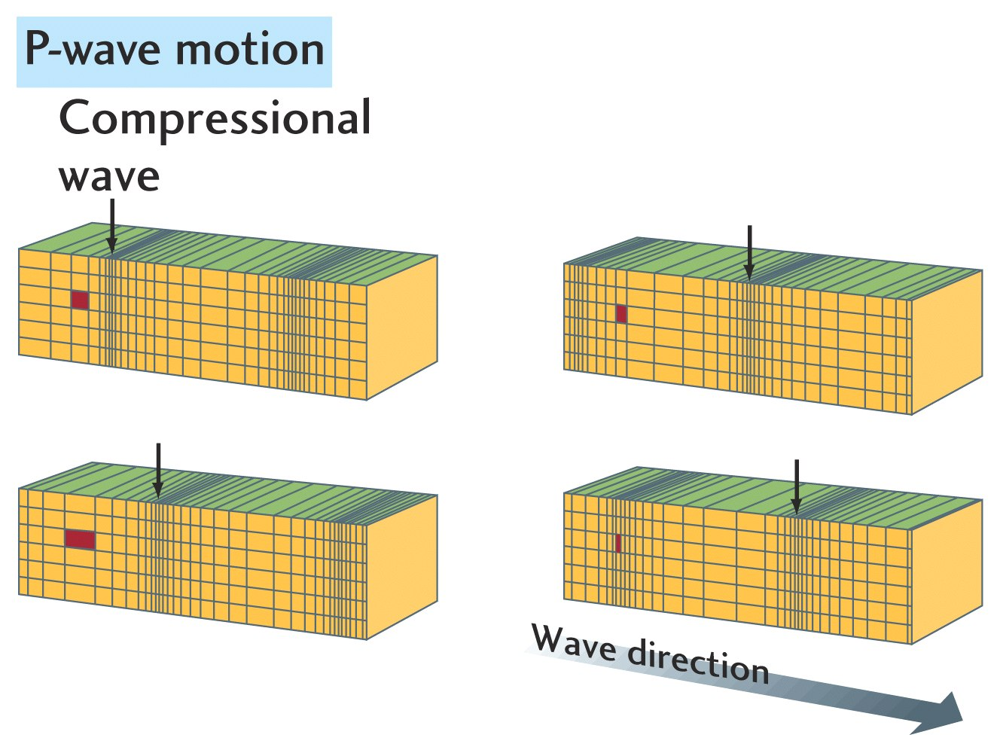 P-wave motion
Compressional
wave
Wave direction